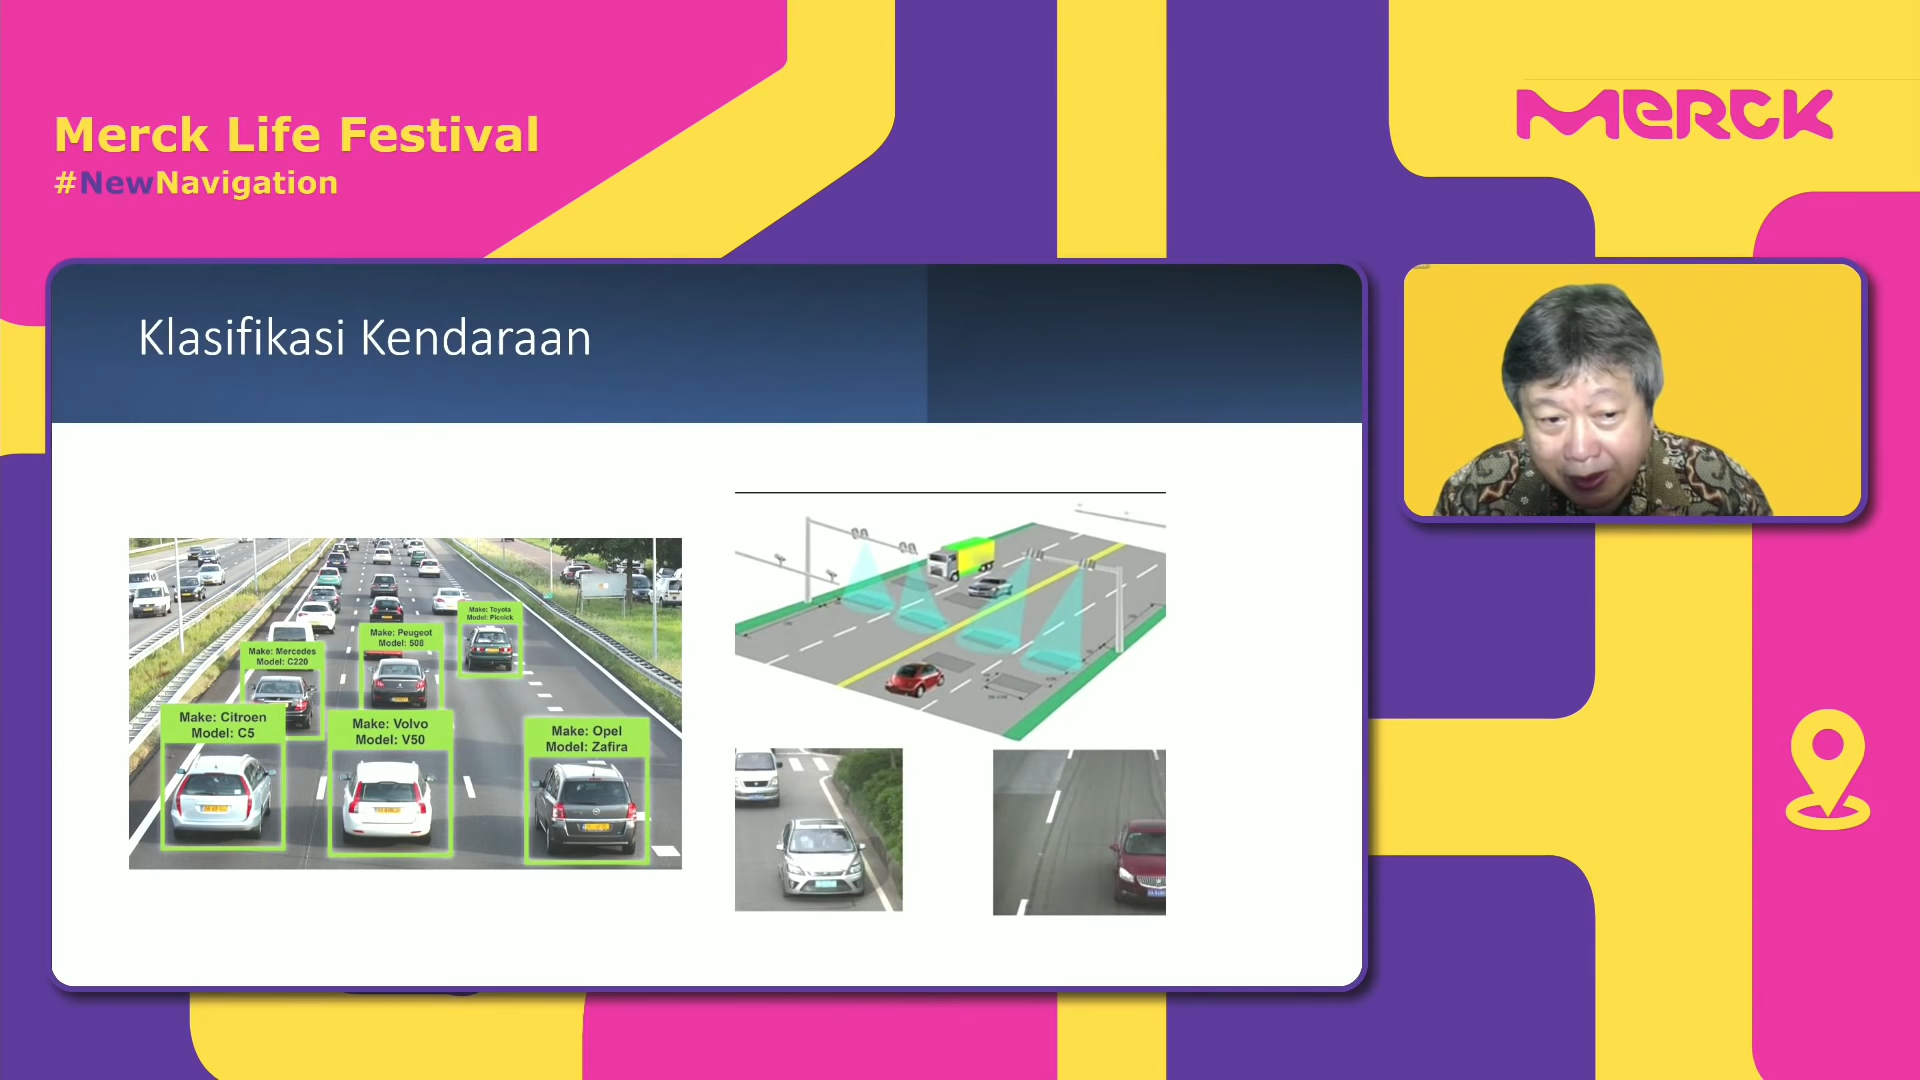 Merck Life Festival
#NewNavigation
MERCK
Klasifikasi Kendaraan
Make: Toyota
Model: Picnick
Make: Peugeot
Model: 508
Make: Mercedes
Model: C220
Make: Citroen
Model: C5
Make: Volvo
Model: V50
Make: Opel
Model: Zafira